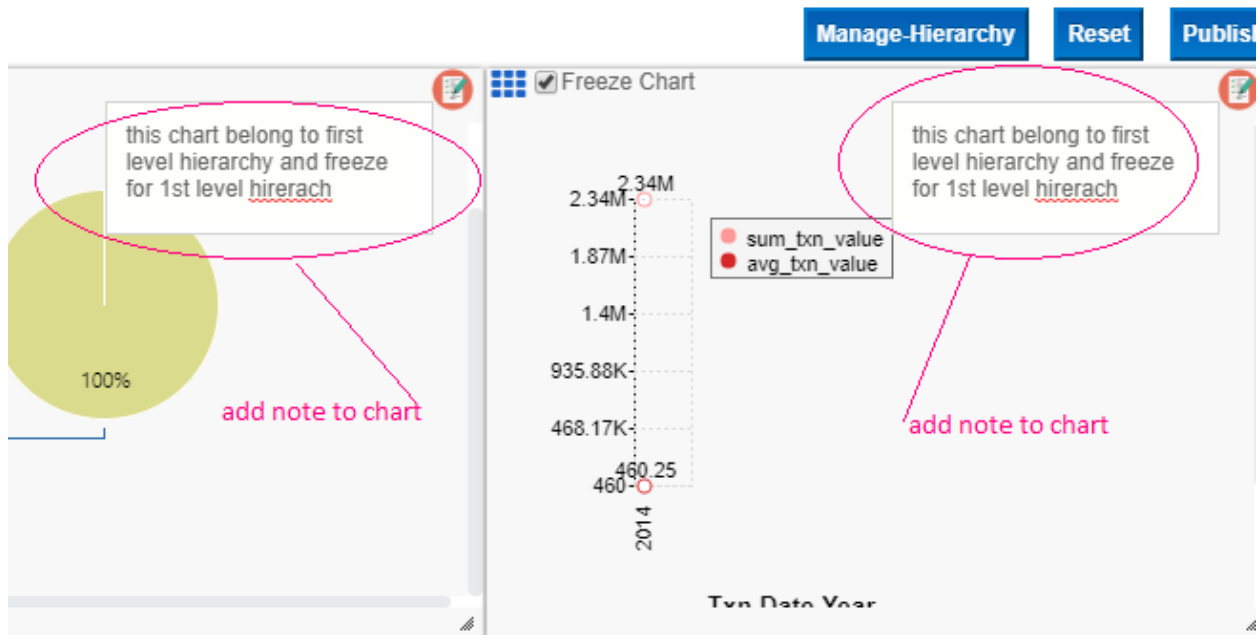 Manage-Hierarchy
Reset
Publish
this chart belong to first
level hierarchy and freeze
for 1st level hirerach
100%
add note to chart
Freeze Chart
this chart belong to first
level hierarchy and freeze
for 1st level hirerach
2.34M
2.34M
sum_txn_value
avg_txn_value
1.87M
1.4M
935.88K
468.17K
460.25
460
2014
add note to chart
Txn Date Year